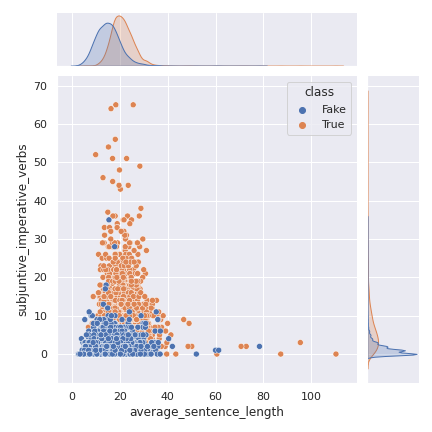 class
Fake
True
70
60
50
40
30
20
10
0
subjuntive_imperative_verbs
0 20 40 60 80 100
average_sentence_length